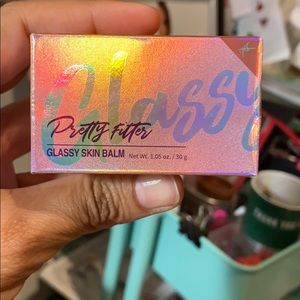 Glassy
Pretty Filter
GLASSY SKIN BALM Net Wt. 1.05 oz. / 30 g